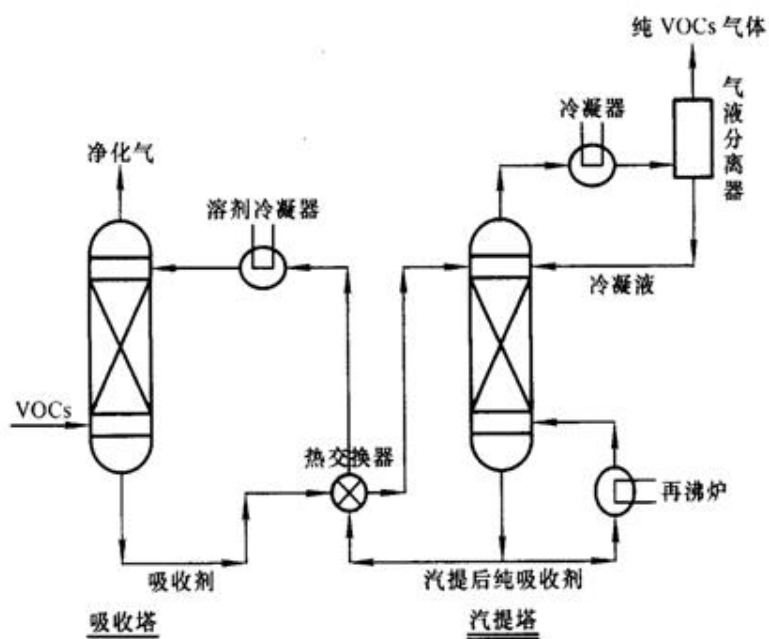 纯 VOCs 气体
冷凝器
气液分离器
净化气
溶剂冷凝器
冷凝液
VOCs
热交换器
再沸炉
吸收剂
汽提后纯吸收剂
吸收塔
汽提塔